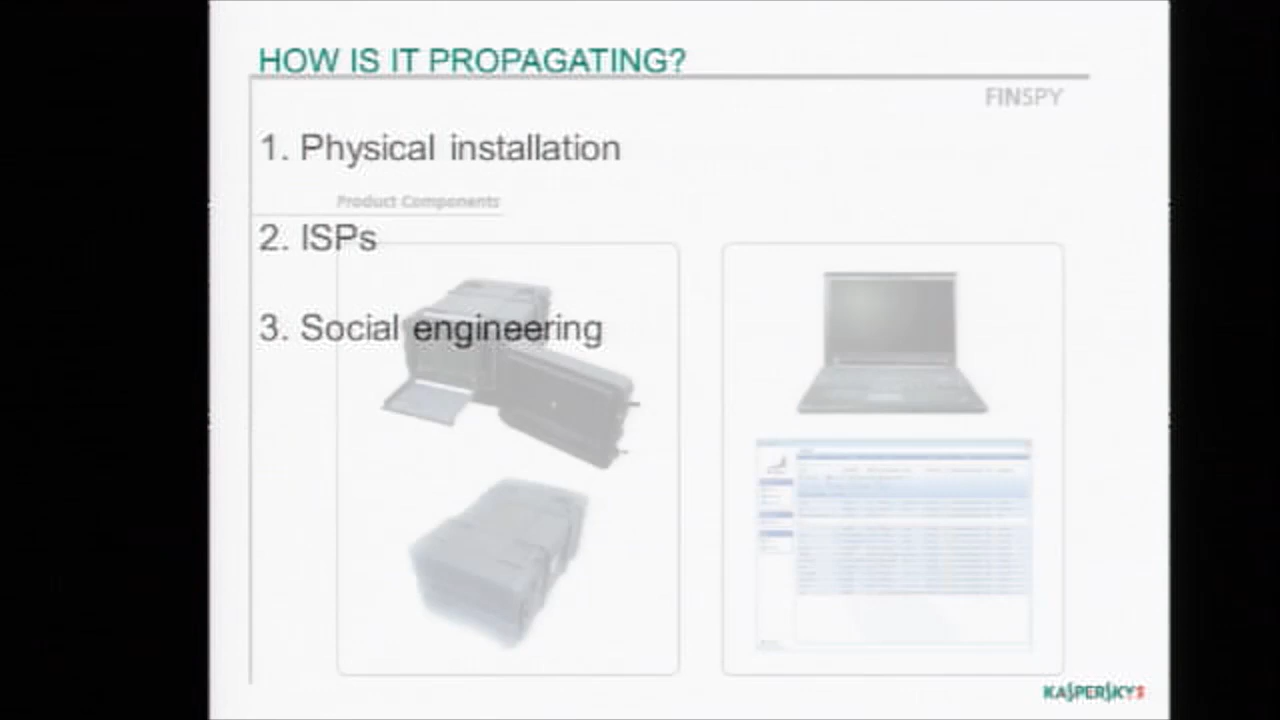 HOW IS IT PROPAGATING?
FINSPY
1. Physical installation
Product Components
2. ISPs
3. Social engineering
KASPERSKY